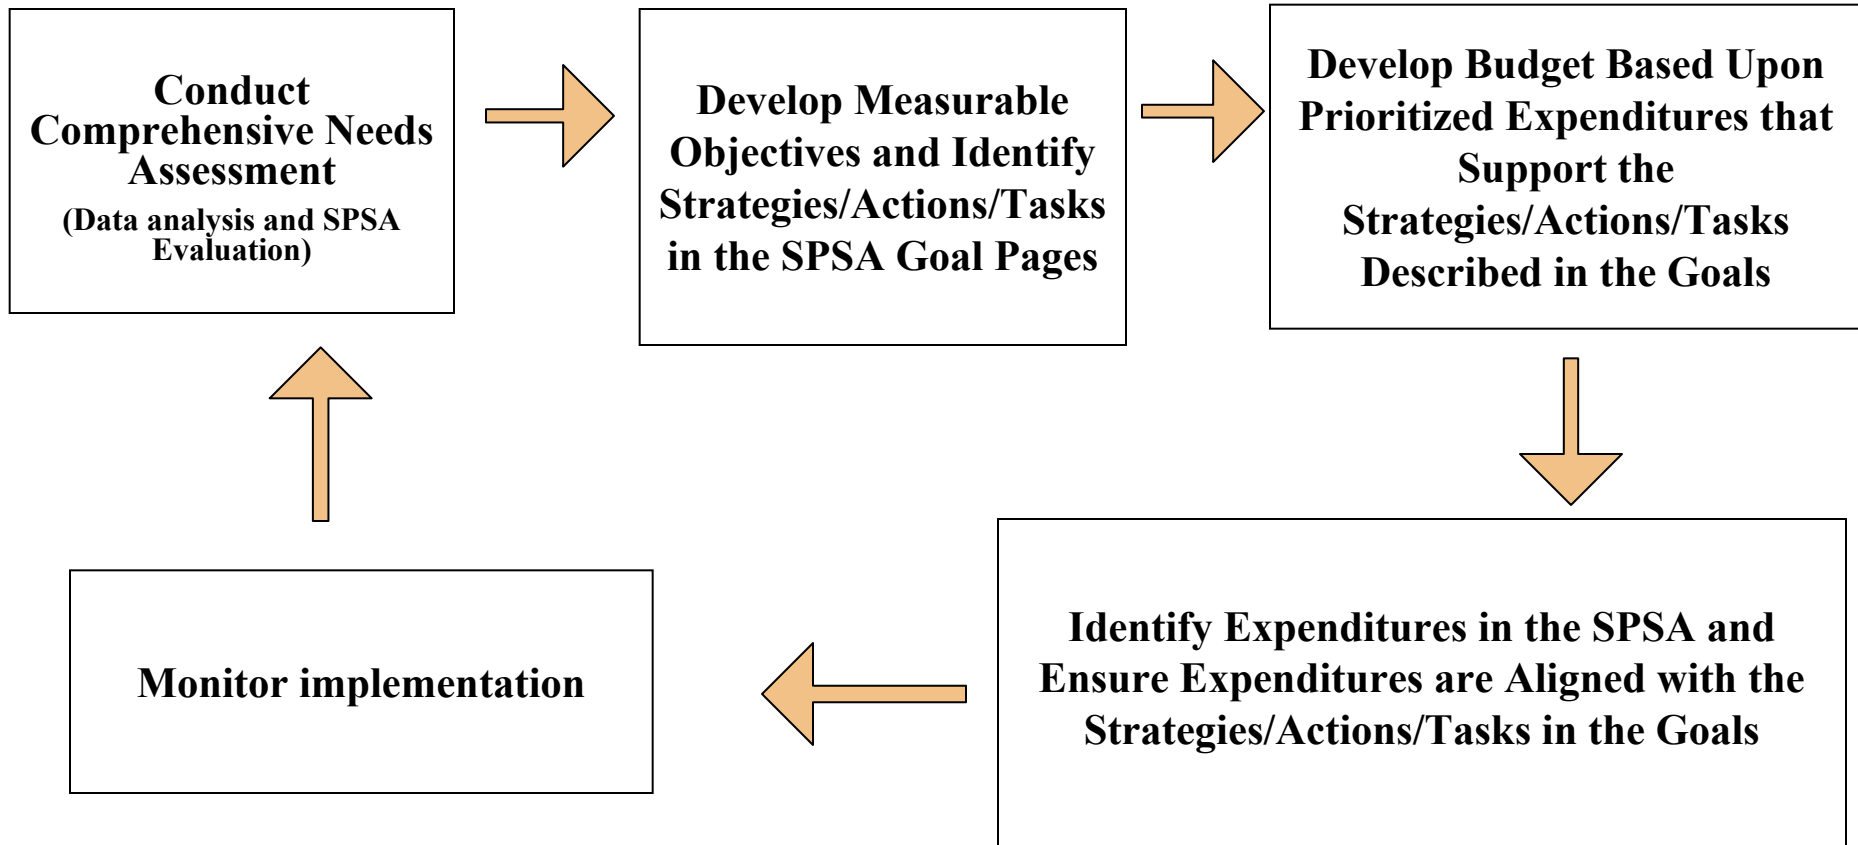 Conduct
Comprehensive Needs
Assessment
(Data analysis and SPSA
Evaluation)
Develop Measurable
Objectives and Identify
Strategies/Actions/Tasks
in the SPSA Goal Pages
Develop Budget Based Upon
Prioritized Expenditures that
Support the
Strategies/Actions/Tasks
Described in the Goals
Identify Expenditures in the SPSA and
Ensure Expenditures are Aligned with the
Strategies/Actions/Tasks in the Goals
Monitor implementation